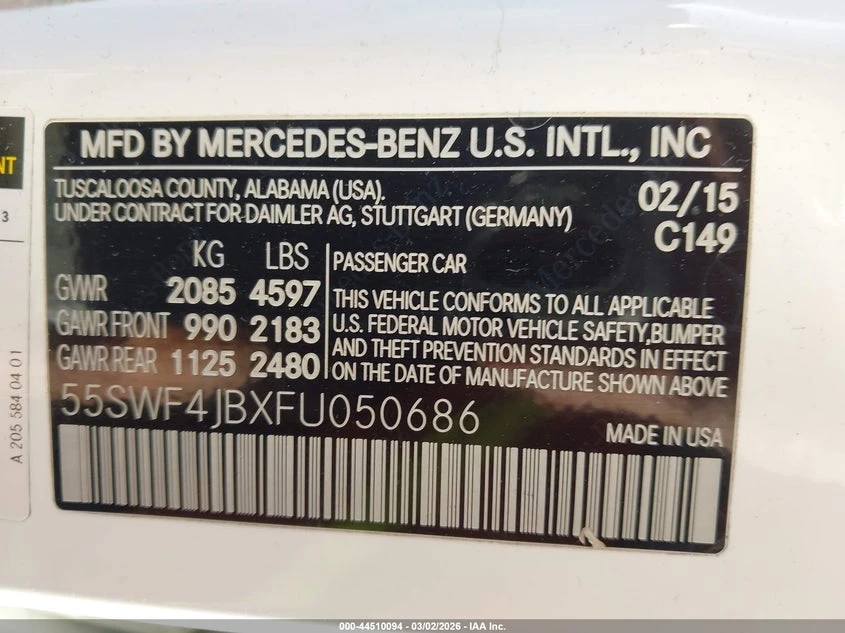 MFD BY MERCEDES-BENZ U.S. INTL., INC
TUSCALOOSA COUNTY, ALABAMA (USA).
UNDER CONTRACT FOR DAIMLER AG, STUTTGART (GERMANY)
02/15
C149
KG LBS
GVWR 2085 4597
GAWR FRONT 990 2183
GAWR REAR 1125 2480
PASSENGER CAR
THIS VEHICLE CONFORMS TO ALL APPLICABLE
U.S. FEDERAL MOTOR VEHICLE SAFETY,BUMPER
AND THEFT PREVENTION STANDARDS IN EFFECT
ON THE DATE OF MANUFACTURE SHOWN ABOVE
55SWF4JBXFU050686
MADE IN USA
NT
3
A 205 584 04 01
000-44510094 - 03/02/2026 - IAA Inc.